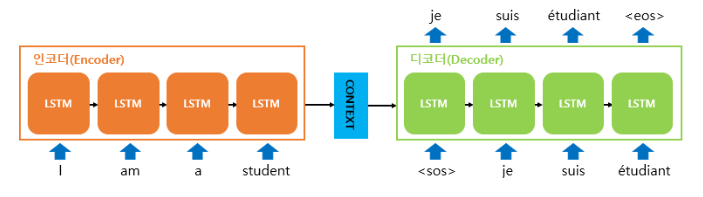 je suis étudiant <eos>
인코더(Encoder)
디코더(Decoder)
LSTM LSTM LSTM LSTM
CONTEXT
LSTM LSTM LSTM LSTM
I am a student
<sos> je suis étudiant